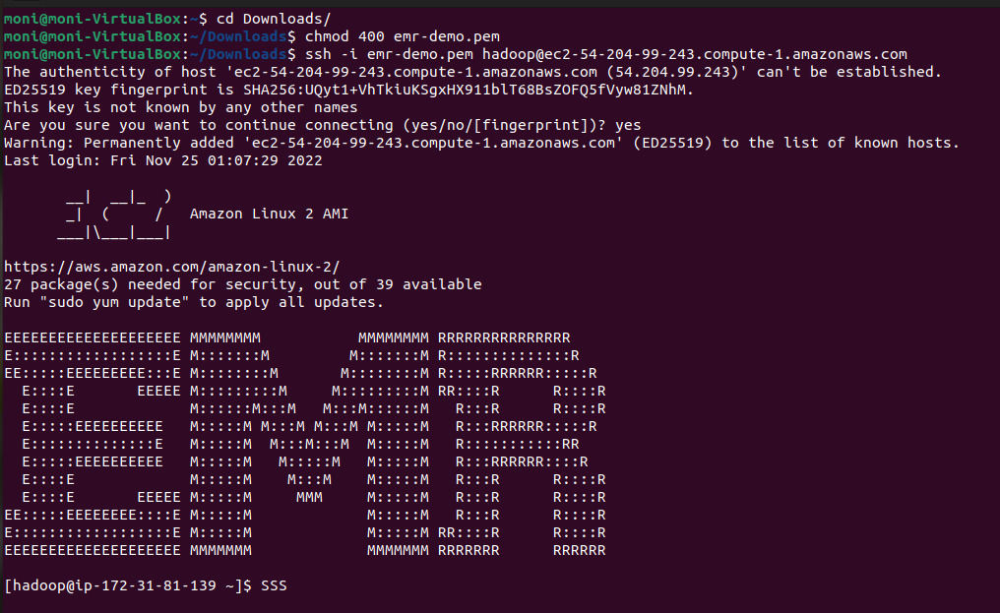 moni@moni-VirtualBox:~$ cd Downloads/
moni@moni-VirtualBox:~/Downloads$ chmod 400 emr-demo.pem
moni@moni-VirtualBox:~/Downloads$ ssh -i emr-demo.pem hadoop@ec2-54-204-99-243.compute-1.amazonaws.com
The authenticity of host 'ec2-54-204-99-243.compute-1.amazonaws.com (54.204.99.243)' can't be established.
ED25519 key fingerprint is SHA256:UQyt1+VhTkiuKSgxHX911blT68BsZOFQ5fVyw81ZNhM.
This key is not known by any other names
Are you sure you want to continue connecting (yes/no/[fingerprint])? yes
Warning: Permanently added 'ec2-54-204-99-243.compute-1.amazonaws.com' (ED25519) to the list of known hosts.
Last login: Fri Nov 25 01:07:29 2022

       __|  __|_  )
       _|  (     /   Amazon Linux 2 AMI
      ___|\___|___|

https://aws.amazon.com/amazon-linux-2/
27 package(s) needed for security, out of 39 available
Run "sudo yum update" to apply all updates.

EEEEEEEEEEEEEEEEEEEE MMMMMMMM           MMMMMMMM RRRRRRRRRRRRRRR
E::::::::::::::::::E M:::::::M         M:::::::M R::::::::::::::R
EE:::::EEEEEEEEE:::E M::::::::M       M::::::::M R:::::RRRRRR:::::R
  E::::E       EEEEE M:::::::::M     M:::::::::M RR::::R      R::::R
  E::::E             M::::::M:::M   M:::M::::::M   R:::R      R::::R
  E:::::EEEEEEEEEE   M:::::M M:::M M:::M M:::::M   R:::RRRRRR:::::R
  E::::::::::::::E   M:::::M  M:::M:::M  M:::::M   R:::::::::::RR
  E:::::EEEEEEEEEE   M:::::M   M:::::M   M:::::M   R:::RRRRRR::::R
  E::::E             M:::::M    M:::M    M:::::M   R:::R      R::::R
  E::::E       EEEEE M:::::M     MMM     M:::::M   R:::R      R::::R
EE:::::EEEEEEEE::::E M:::::M             M:::::M   R:::R      R::::R
E::::::::::::::::::E M:::::M             M:::::M RR::::R      R::::R
EEEEEEEEEEEEEEEEEEEE MMMMMMM             MMMMMMM RRRRRRR      RRRRRR

[hadoop@ip-172-31-81-139 ~]$ SSS